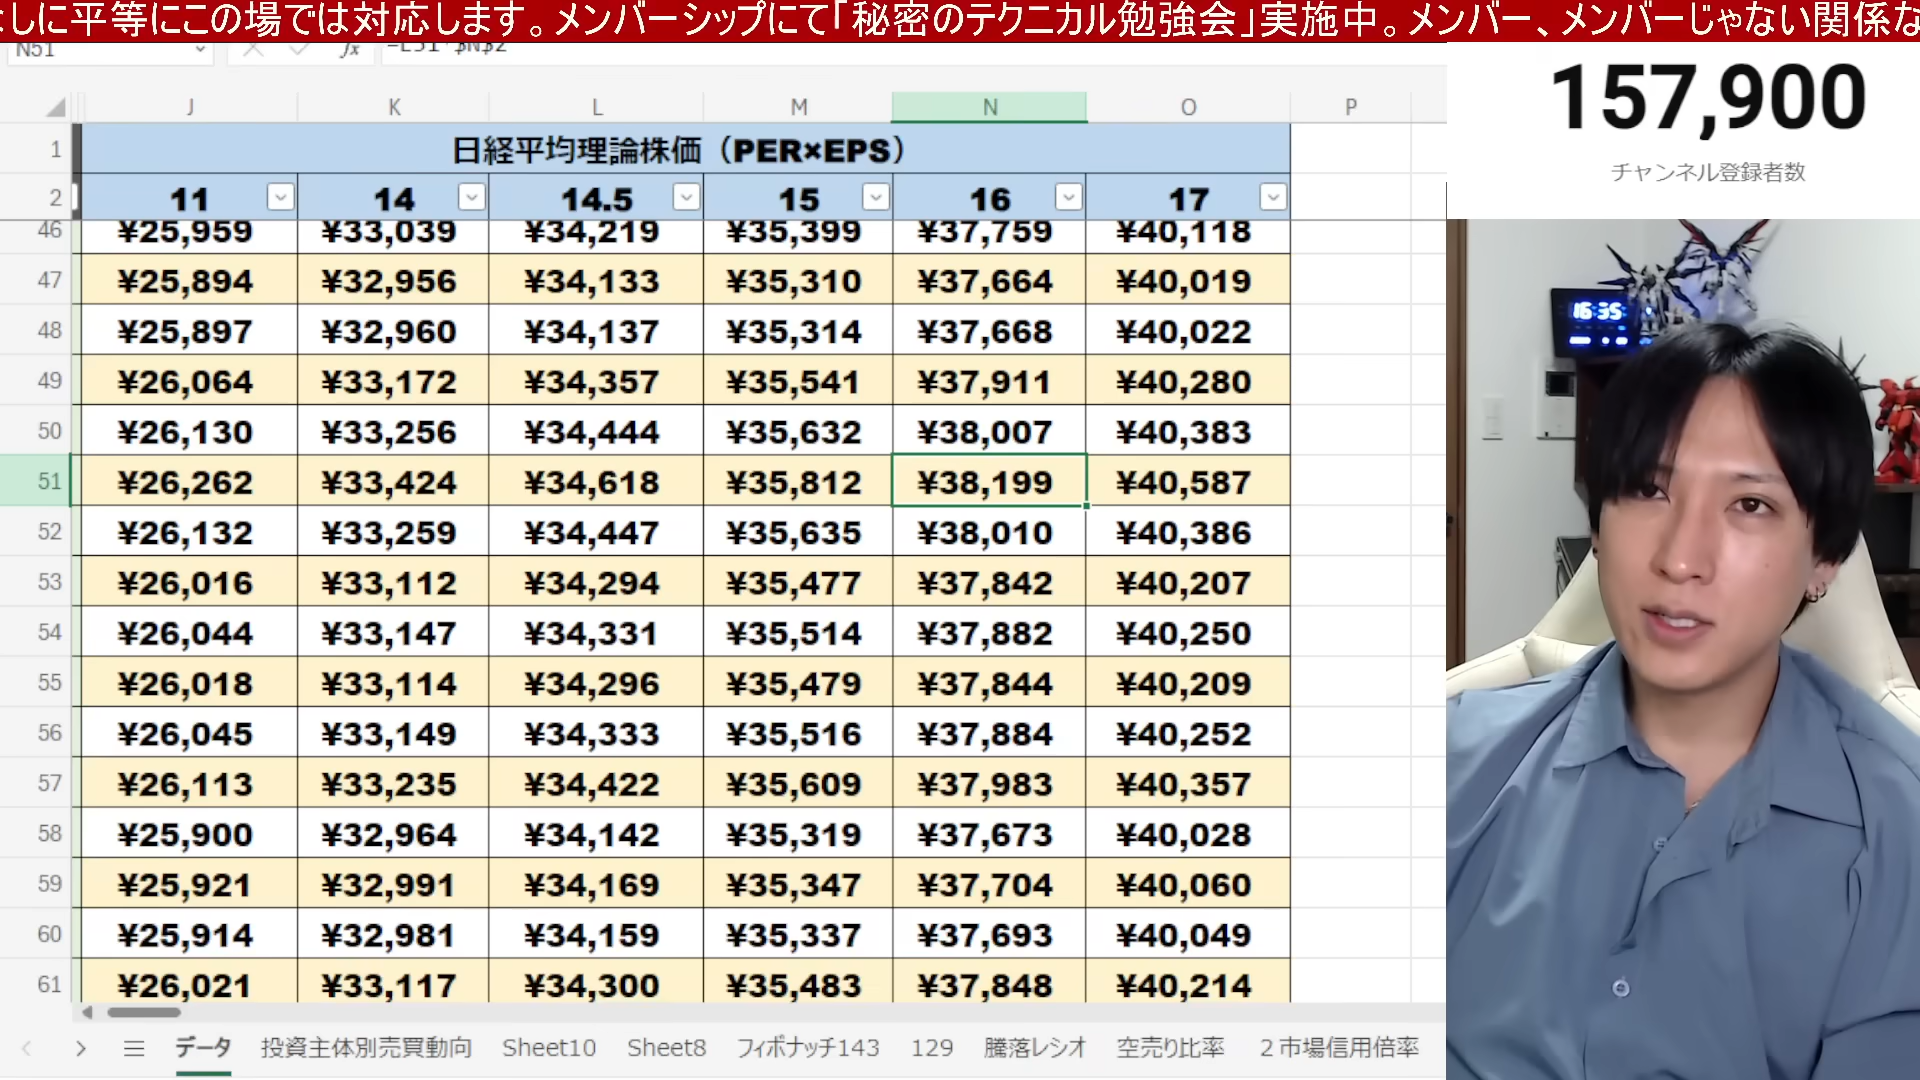 なしに平等にこの場では対応します。メンバーシップにて「秘密のテクニカル勉強会」実施中。メンバー、メンバーじゃない関係な
N51 fx
157,900
チャンネル登録者数
J K L M N O P
1 日経平均理論株価（PER×EPS）
2 11 14 14.5 15 16 17
46 ¥25,959 ¥33,039 ¥34,219 ¥35,399 ¥37,759 ¥40,118
47 ¥25,894 ¥32,956 ¥34,133 ¥35,310 ¥37,664 ¥40,019
48 ¥25,897 ¥32,960 ¥34,137 ¥35,314 ¥37,668 ¥40,022
49 ¥26,064 ¥33,172 ¥34,357 ¥35,541 ¥37,911 ¥40,280
50 ¥26,130 ¥33,256 ¥34,444 ¥35,632 ¥38,007 ¥40,383
51 ¥26,262 ¥33,424 ¥34,618 ¥35,812 ¥38,199 ¥40,587
52 ¥26,132 ¥33,259 ¥34,447 ¥35,635 ¥38,010 ¥40,386
53 ¥26,016 ¥33,112 ¥34,294 ¥35,477 ¥37,842 ¥40,207
54 ¥26,044 ¥33,147 ¥34,331 ¥35,514 ¥37,882 ¥40,250
55 ¥26,018 ¥33,114 ¥34,296 ¥35,479 ¥37,844 ¥40,209
56 ¥26,045 ¥33,149 ¥34,333 ¥35,516 ¥37,884 ¥40,252
57 ¥26,113 ¥33,235 ¥34,422 ¥35,609 ¥37,983 ¥40,357
58 ¥25,900 ¥32,964 ¥34,142 ¥35,319 ¥37,673 ¥40,028
59 ¥25,921 ¥32,991 ¥34,169 ¥35,347 ¥37,704 ¥40,060
60 ¥25,914 ¥32,981 ¥34,159 ¥35,337 ¥37,693 ¥40,049
61 ¥26,021 ¥33,117 ¥34,300 ¥35,483 ¥37,848 ¥40,214
16:35
データ 投資主体別売買動向 Sheet10 Sheet8 フィボナッチ143 129 騰落レシオ 空売り比率 2市場信用倍率